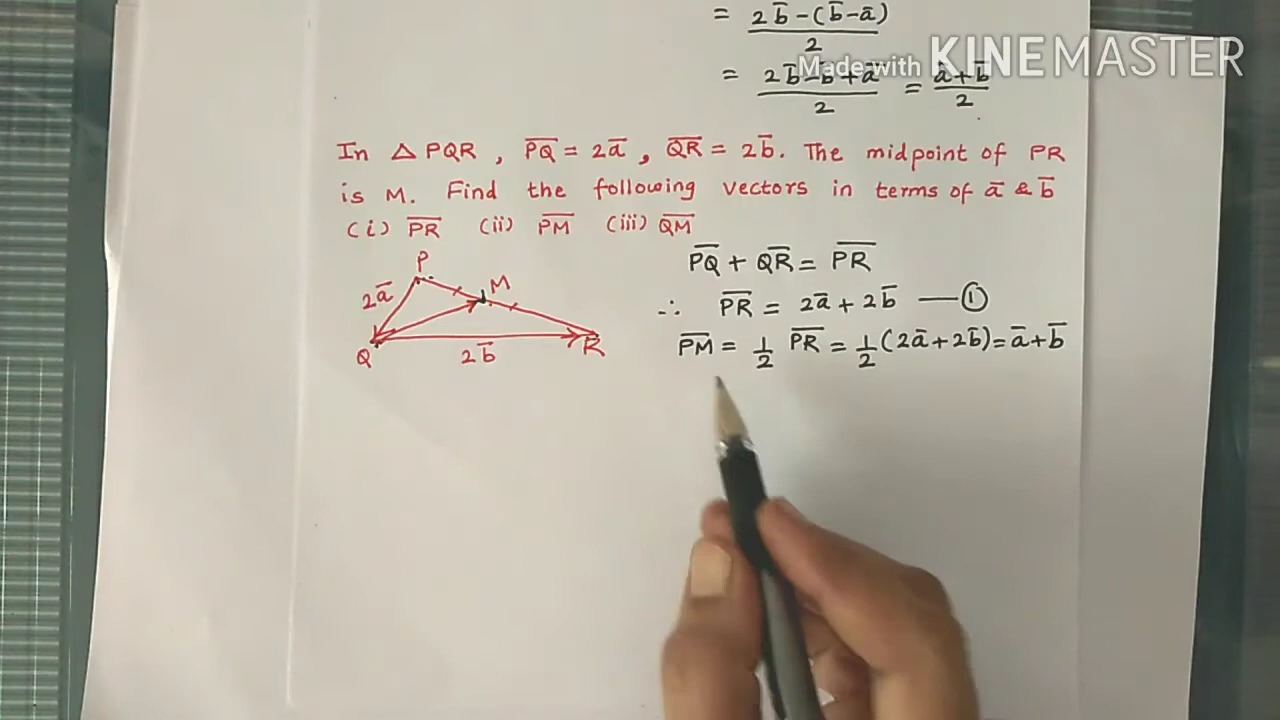 = 2b̄ - (b̄ - ā)
2
Made with KINEMASTER
= 2b̄ - b̄ + ā = ā + b̄
2 2
In △ PQR , P̅Q̅ = 2ā , Q̅R̅ = 2b̄. The midpoint of PR
is M. Find the following vectors in terms of ā & b̄
(i) P̅R̅ (ii) P̅M̅ (iii) Q̅M̅
P̅Q̅ + Q̅R̅ = P̅R̅
∴ P̅R̅ = 2ā + 2b̄ — ①
P̅M̅ = 1/2 P̅R̅ = 1/2 (2ā + 2b̄) = ā + b̄
P
2ā
M
Q
2b̄
R